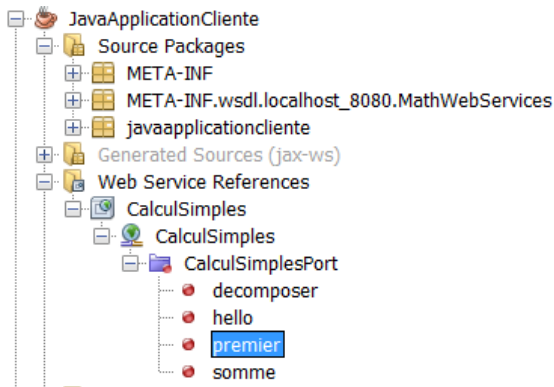 JavaApplicationCliente
Source Packages
META-INF
META-INF.wsdl.localhost_8080.MathWebServices
javaapplicationcliente
Generated Sources (jax-ws)
Web Service References
CalculSimples
CalculSimples
CalculSimplesPort
decomposer
hello
premier
somme